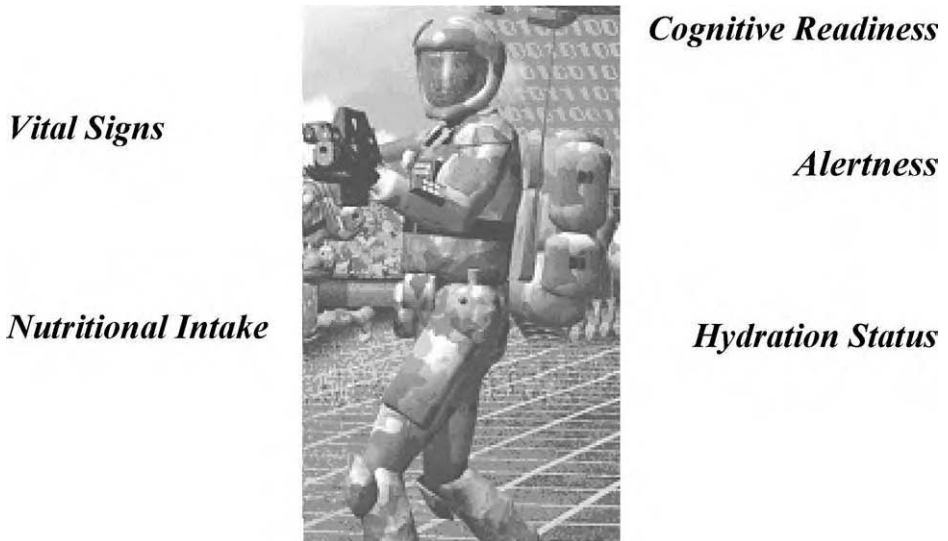 Cognitive Readiness
Vital Signs
Alertness
Nutritional Intake
Hydration Status